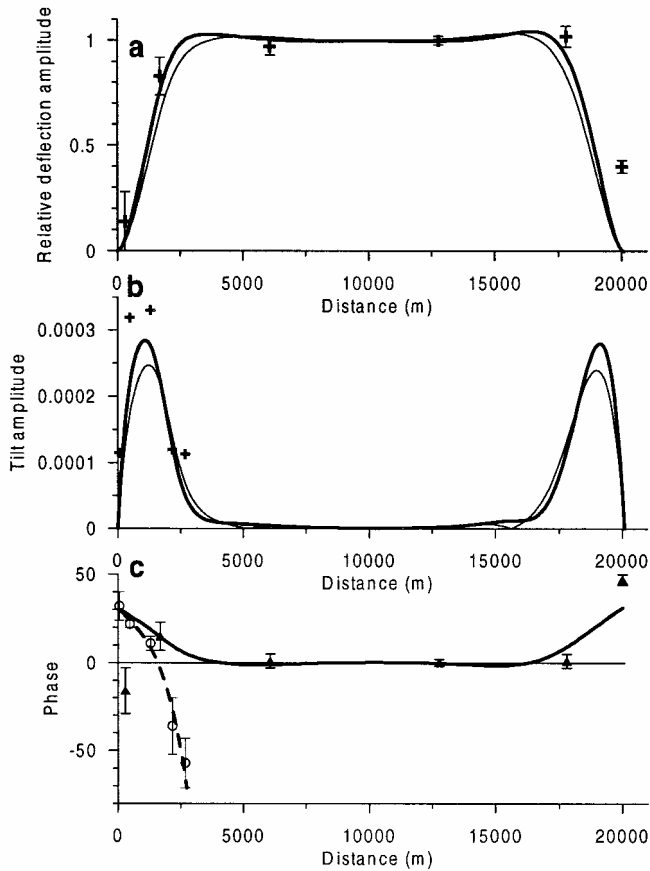 a
Relative deflection amplitude
1
0.5
0
0 5000 10000 15000 20000
Distance (m)
b
Tilt amplitude
0.0003
0.0002
0.0001
0
0 5000 10000 15000 20000
Distance (m)
c
Phase
50
0
-50
0 5000 10000 15000 20000
Distance (m)